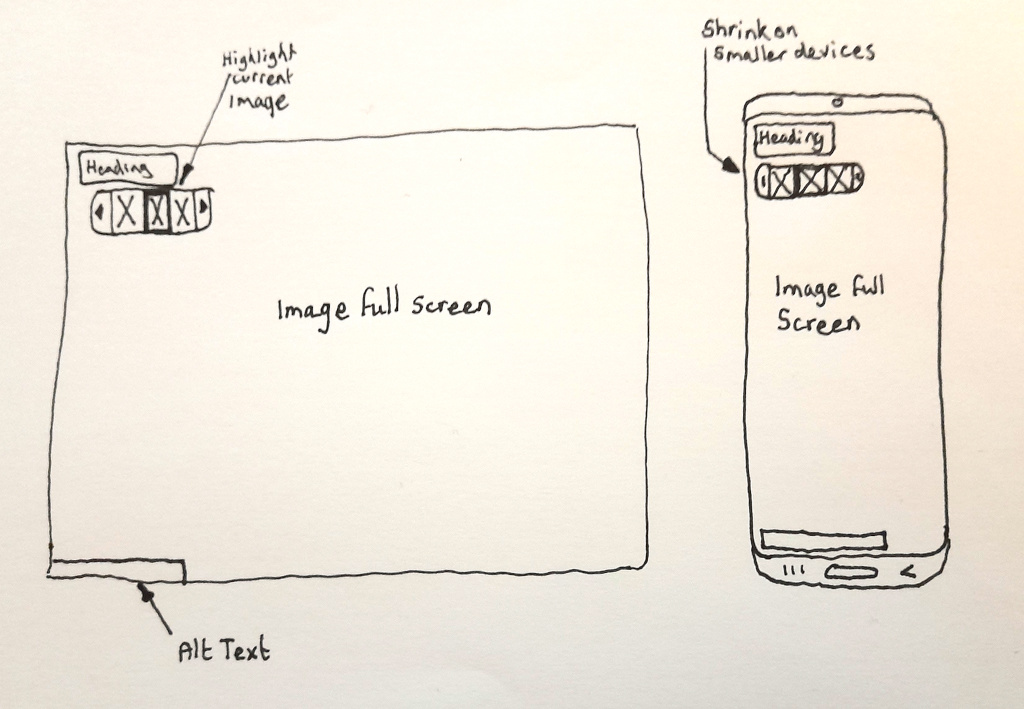 Highlight
current
Image
Heading
Image full screen
Alt Text
Shrink on
Smaller devices
Heading
Image full
Screen